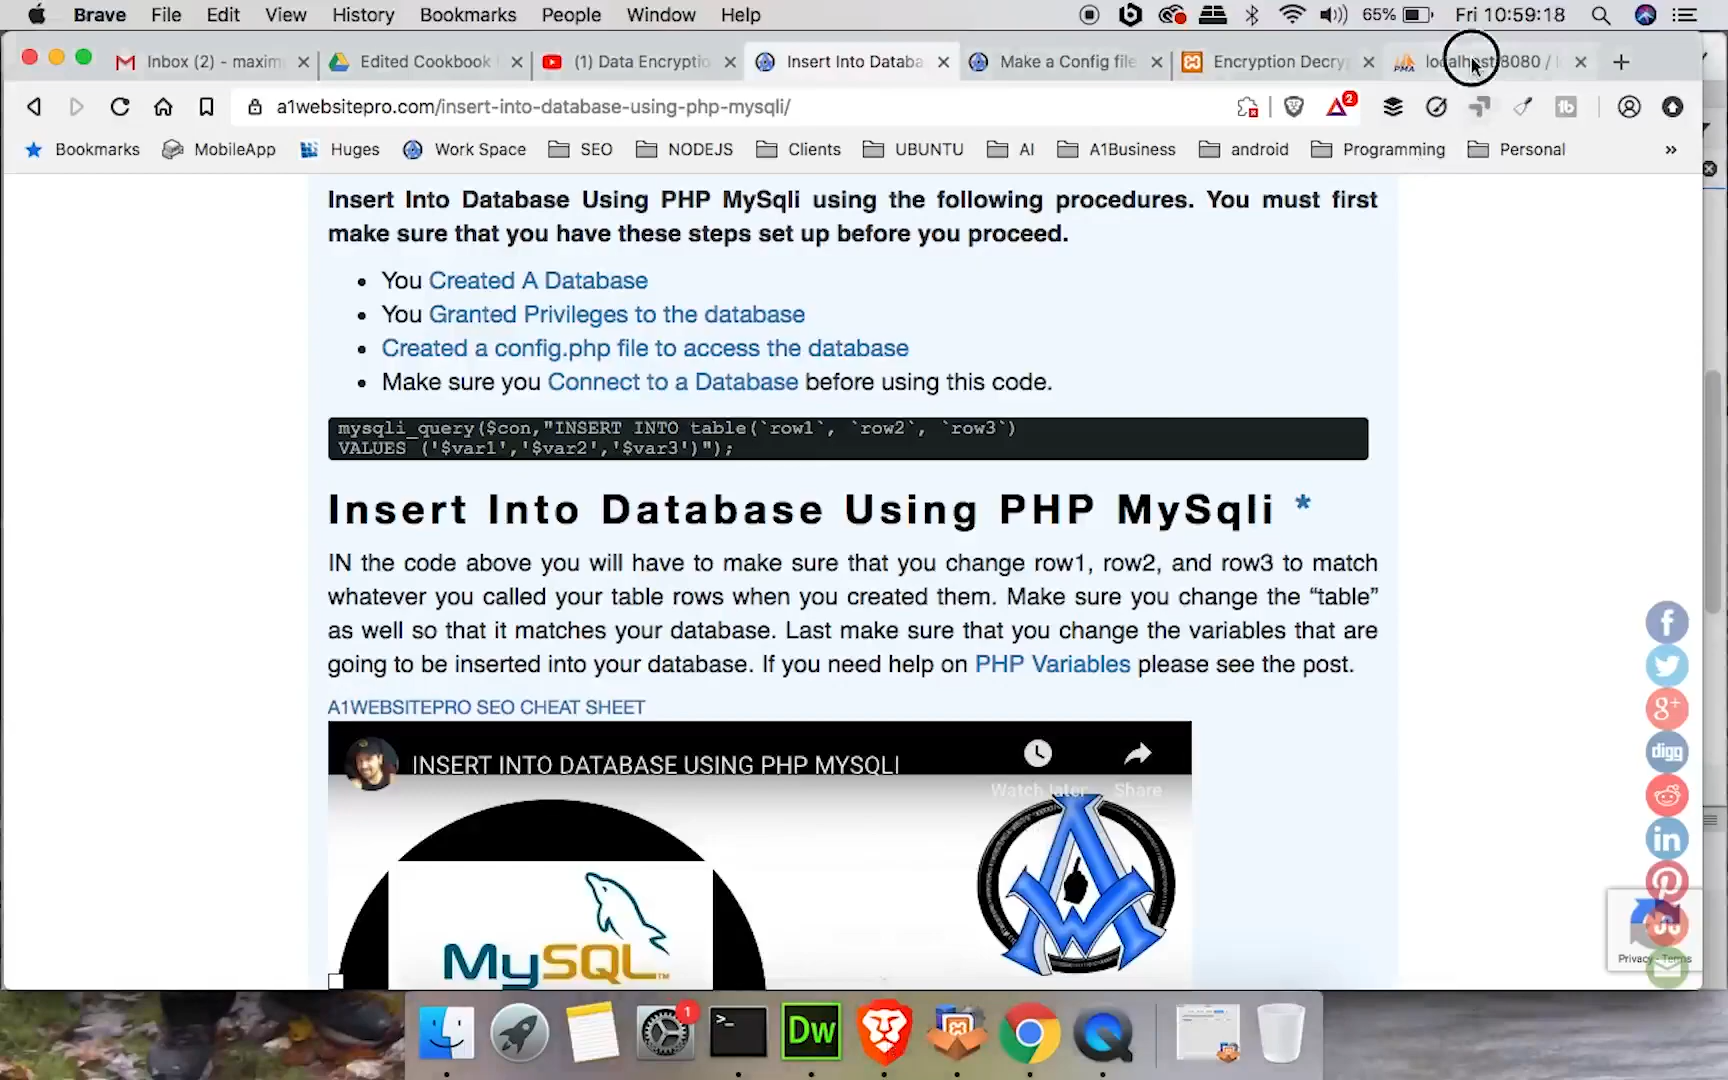 Brave File Edit View History Bookmarks People Window Help 65% Fri 10:59:18
Inbox (2) - maxim Edited Cookbook (1) Data Encryptio Insert Into Databa Make a Config file Encryption Decry PMA localhost:8080 /
a1websitepro.com/insert-into-database-using-php-mysqli/ 2
Bookmarks MobileApp Huges Work Space SEO NODEJS Clients UBUNTU AI A1Business android Programming Personal »
Insert Into Database Using PHP MySqli using the following procedures. You must first
make sure that you have these steps set up before you proceed.
• You Created A Database
• You Granted Privileges to the database
• Created a config.php file to access the database
• Make sure you Connect to a Database before using this code.
mysqli_query($con,"INSERT INTO table(`row1`, `row2`, `row3`)
VALUES ('$var1','$var2','$var3')");
Insert Into Database Using PHP MySqli *
IN the code above you will have to make sure that you change row1, row2, and row3 to match
whatever you called your table rows when you created them. Make sure you change the “table”
as well so that it matches your database. Last make sure that you change the variables that are
going to be inserted into your database. If you need help on PHP Variables please see the post.
A1WEBSITEPRO SEO CHEAT SHEET
INSERT INTO DATABASE USING PHP MYSQLI
Watch later Share
MySQL
digg
Privacy - Terms
1
Dw